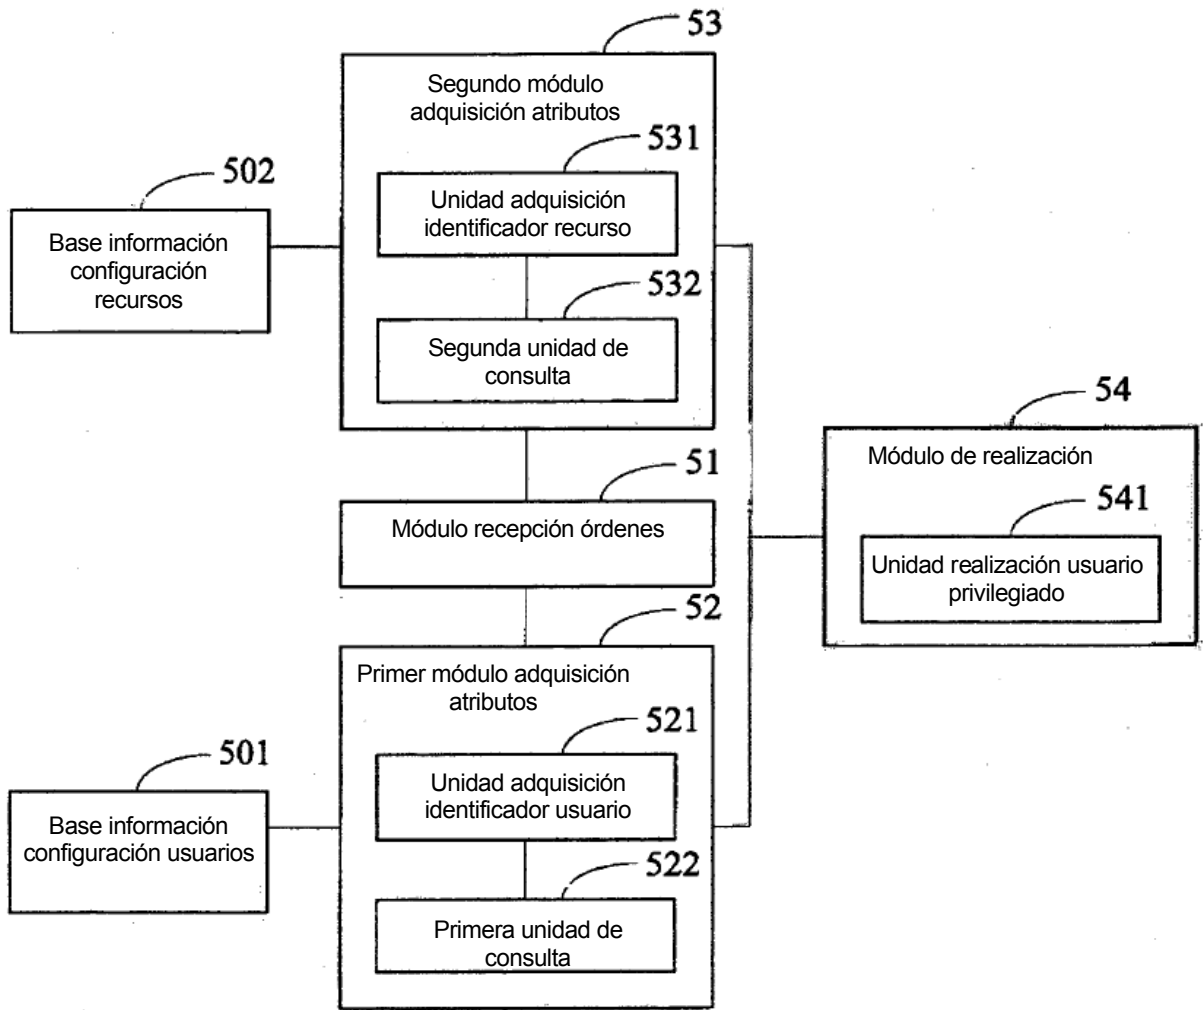 53
Segundo módulo
adquisición atributos
531
Unidad adquisición
identificador recurso
532
Segunda unidad de
consulta
502
Base información
configuración
recursos
51
Módulo recepción órdenes
54
Módulo de realización
541
Unidad realización usuario
privilegiado
52
Primer módulo adquisición
atributos
521
Unidad adquisición
identificador usuario
522
Primera unidad de
consulta
501
Base información
configuración usuarios